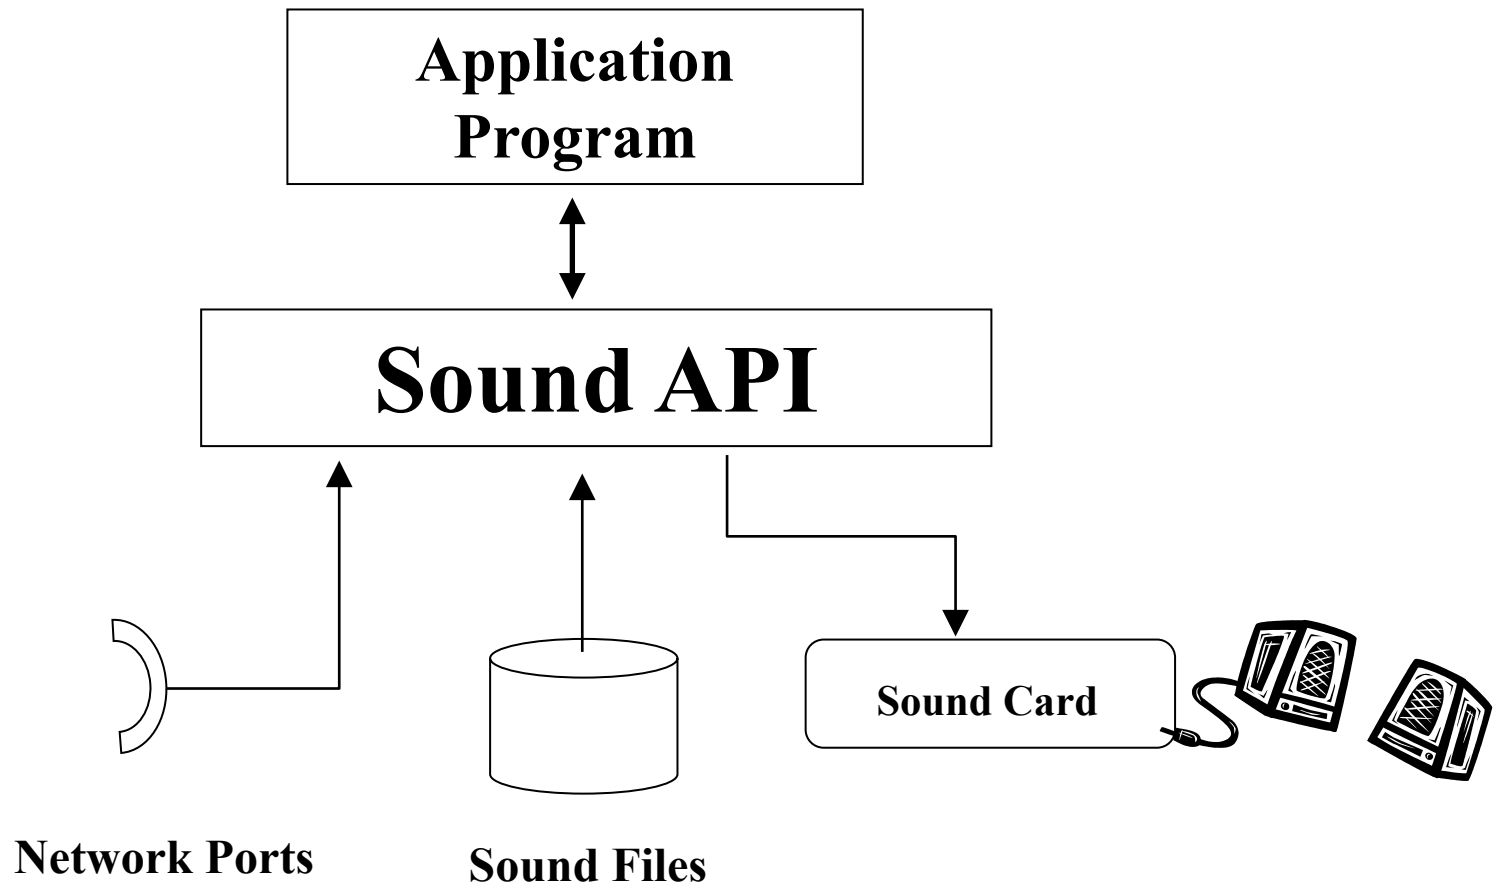 Application
Program
Sound API
Sound Card
Network Ports
Sound Files